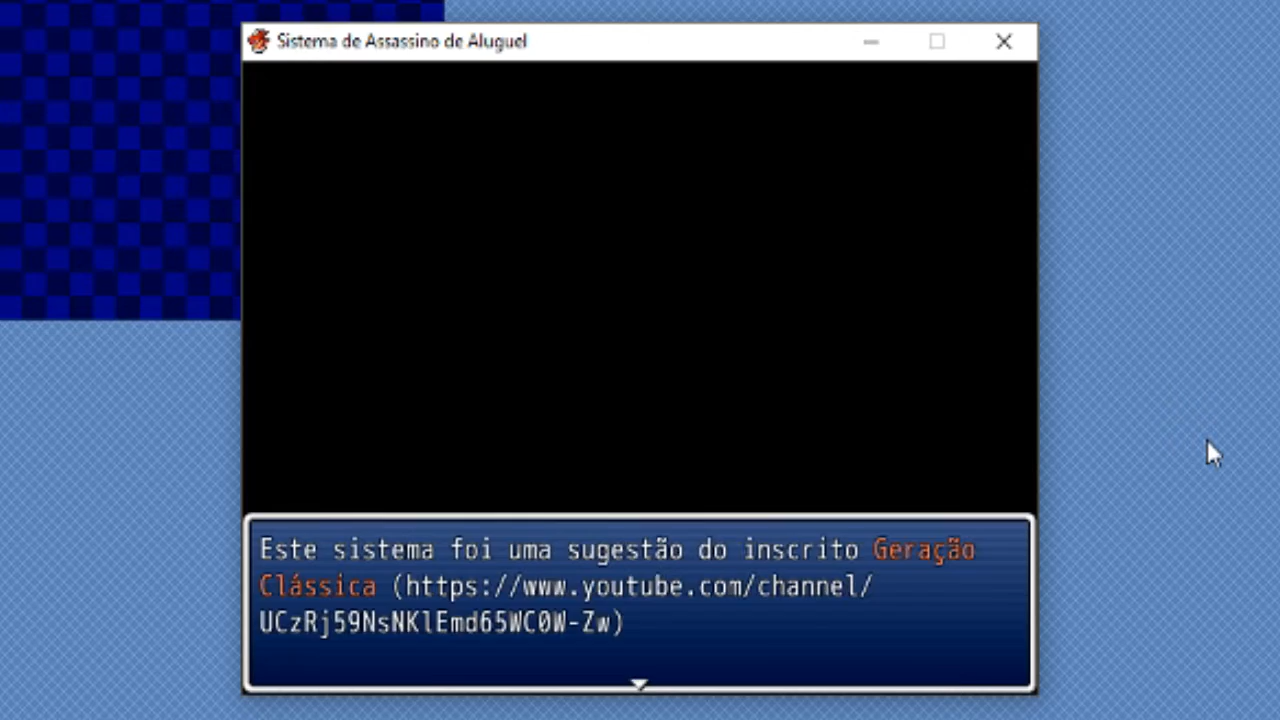 Sistema de Assassino de Aluguel
Este sistema foi uma sugestão do inscrito Geração
Clássica (https://www.youtube.com/channel/
UCzRj59NsNKlEmd65WC0W-Zw)